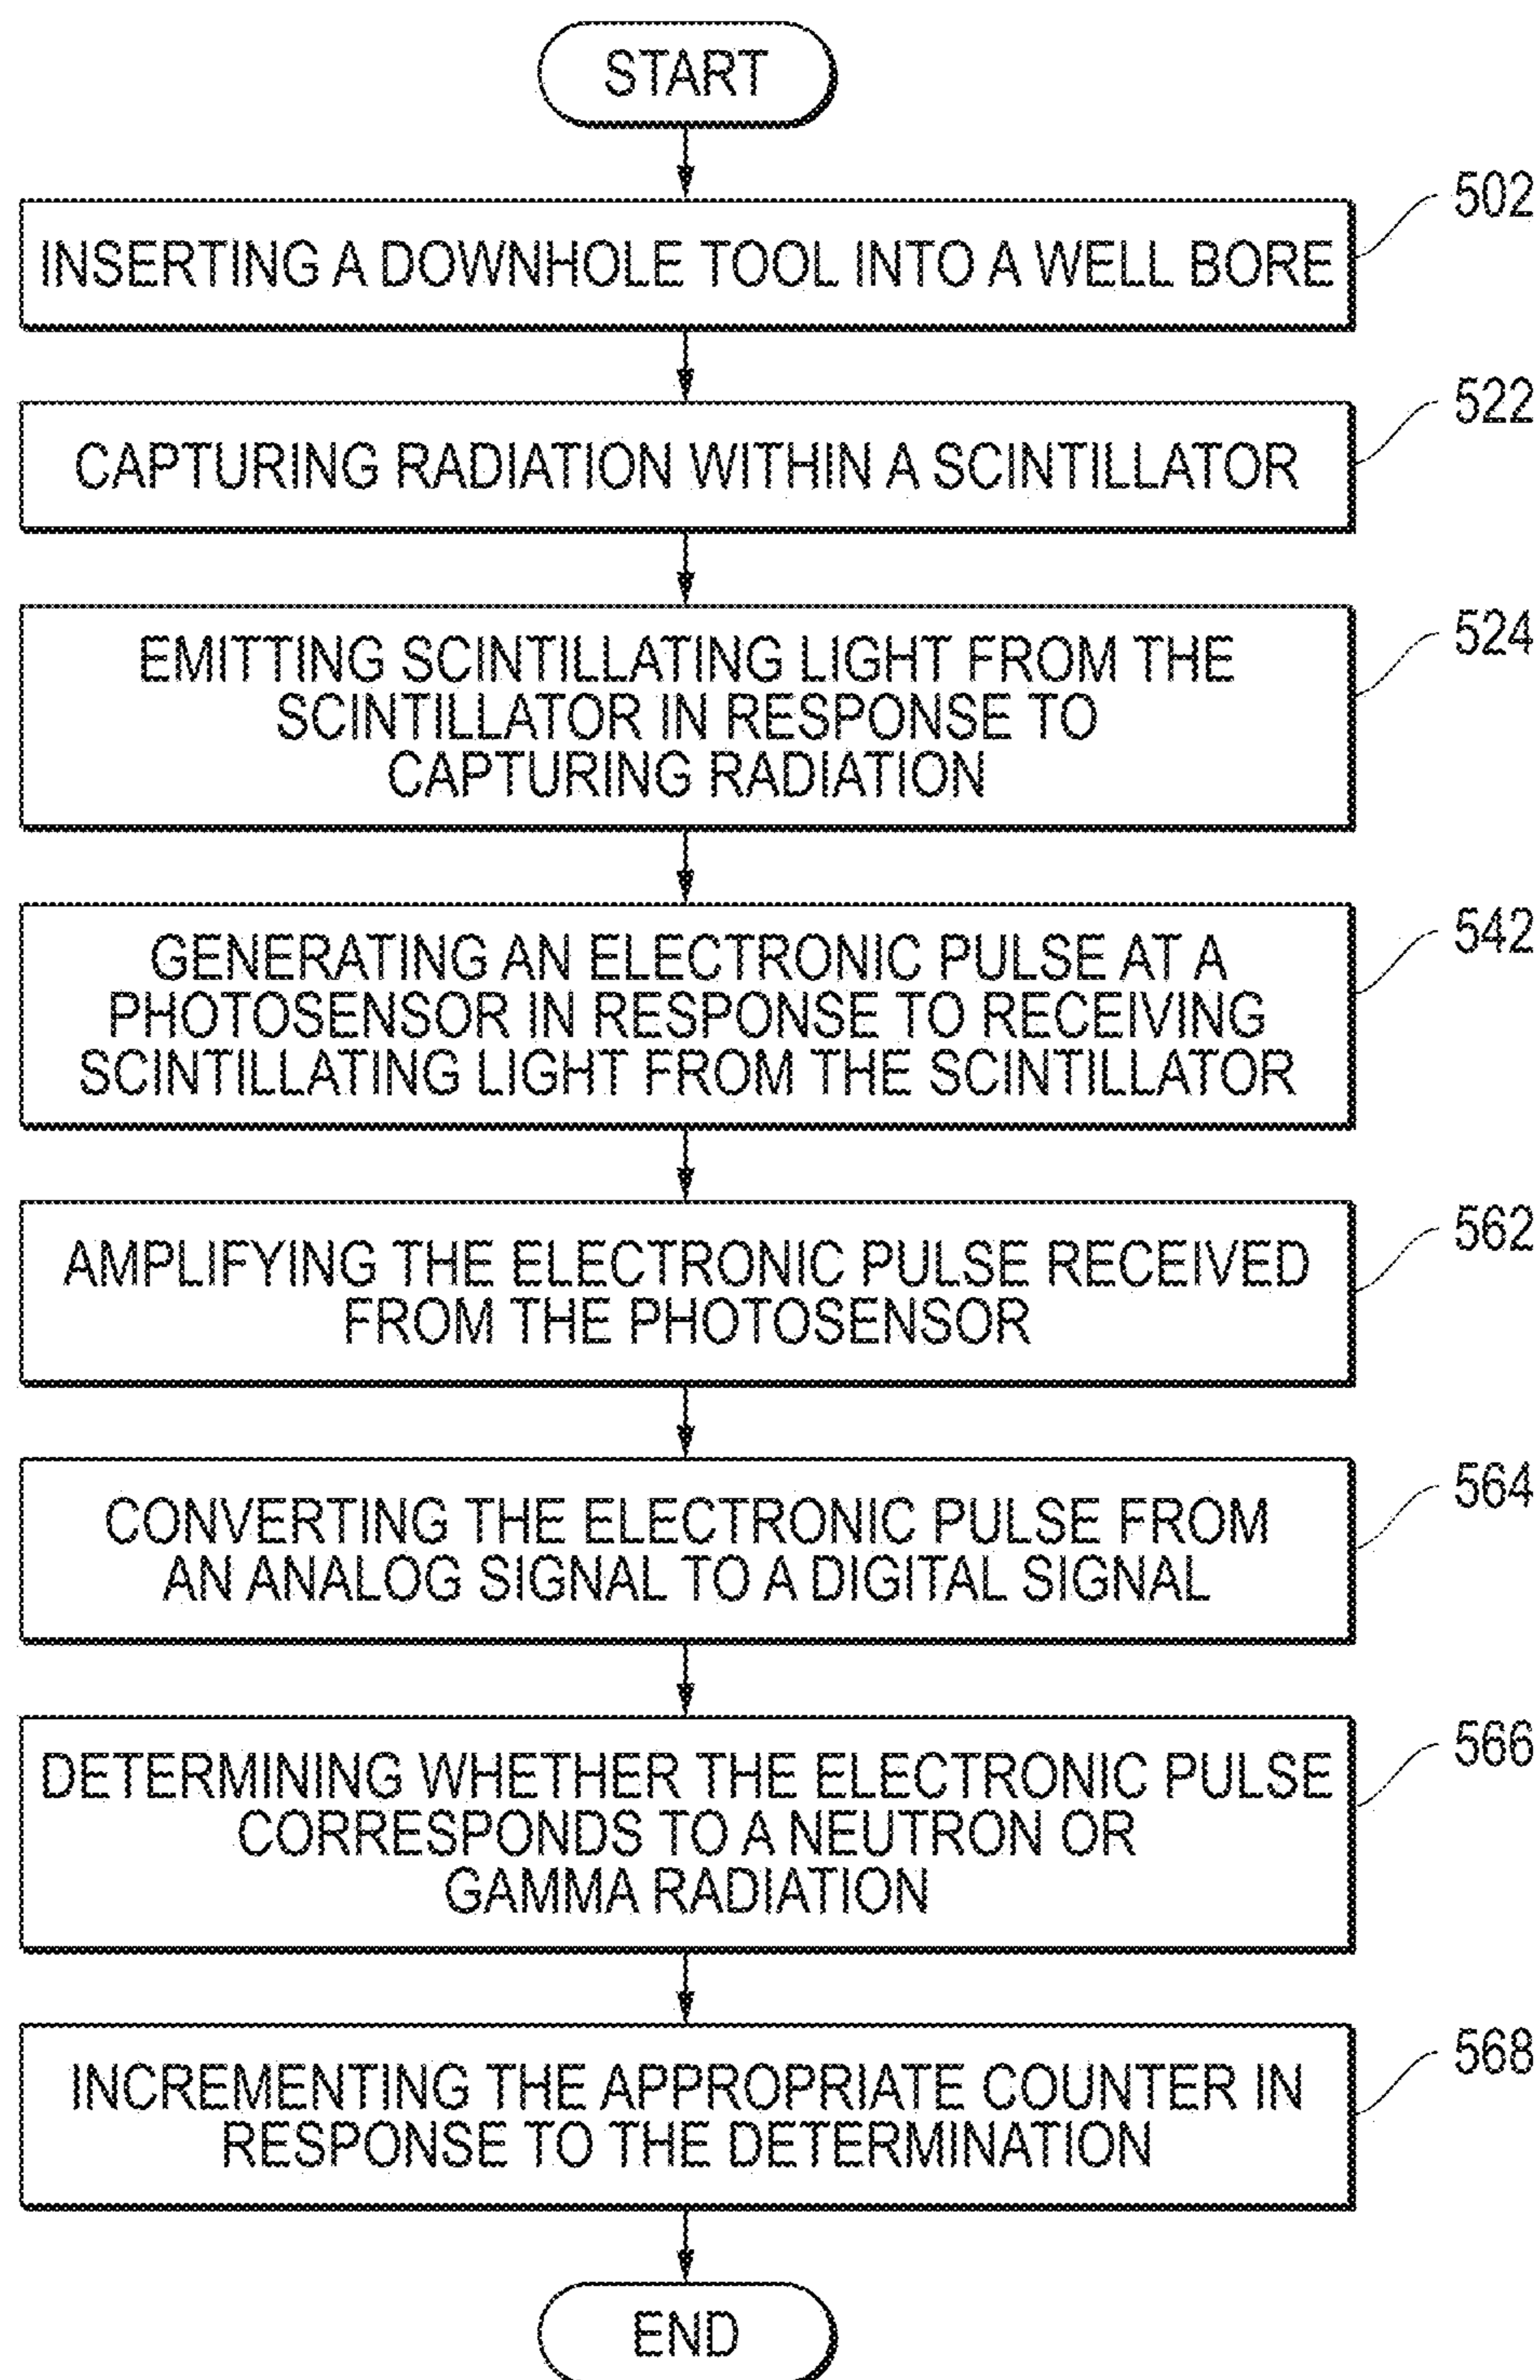 START
502
INSERTING A DOWNHOLE TOOL INTO A WELL BORE
522
CAPTURING RADIATION WITHIN A SCINTILLATOR
524
EMITTING SCINTILLATING LIGHT FROM THE
SCINTILLATOR IN RESPONSE TO
CAPTURING RADIATION
542
GENERATING AN ELECTRONIC PULSE AT A
PHOTOSENSOR IN RESPONSE TO RECEIVING
SCINTILLATING LIGHT FROM THE SCINTILLATOR
562
AMPLIFYING THE ELECTRONIC PULSE RECEIVED
FROM THE PHOTOSENSOR
564
CONVERTING THE ELECTRONIC PULSE FROM
AN ANALOG SIGNAL TO A DIGITAL SIGNAL
566
DETERMINING WHETHER THE ELECTRONIC PULSE
CORRESPONDS TO A NEUTRON OR
GAMMA RADIATION
568
INCREMENTING THE APPROPRIATE COUNTER IN
RESPONSE TO THE DETERMINATION
END